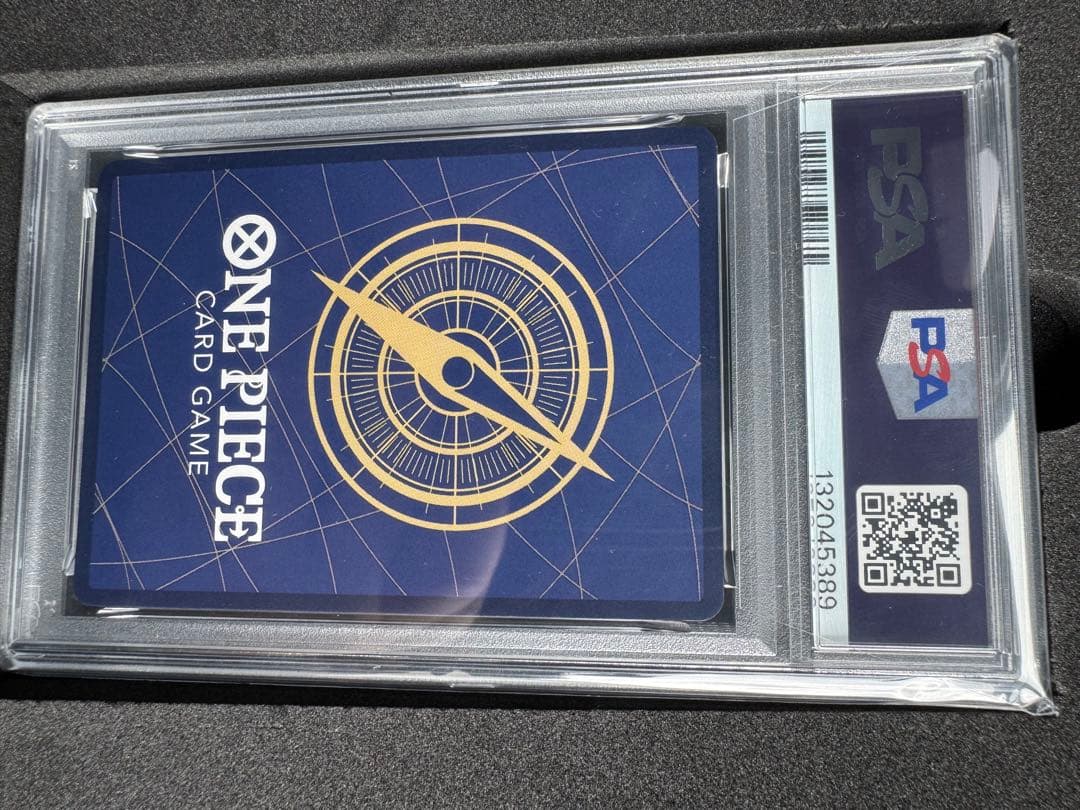 PSA
PSA
132045389
ONE PIECE
CARD GAME